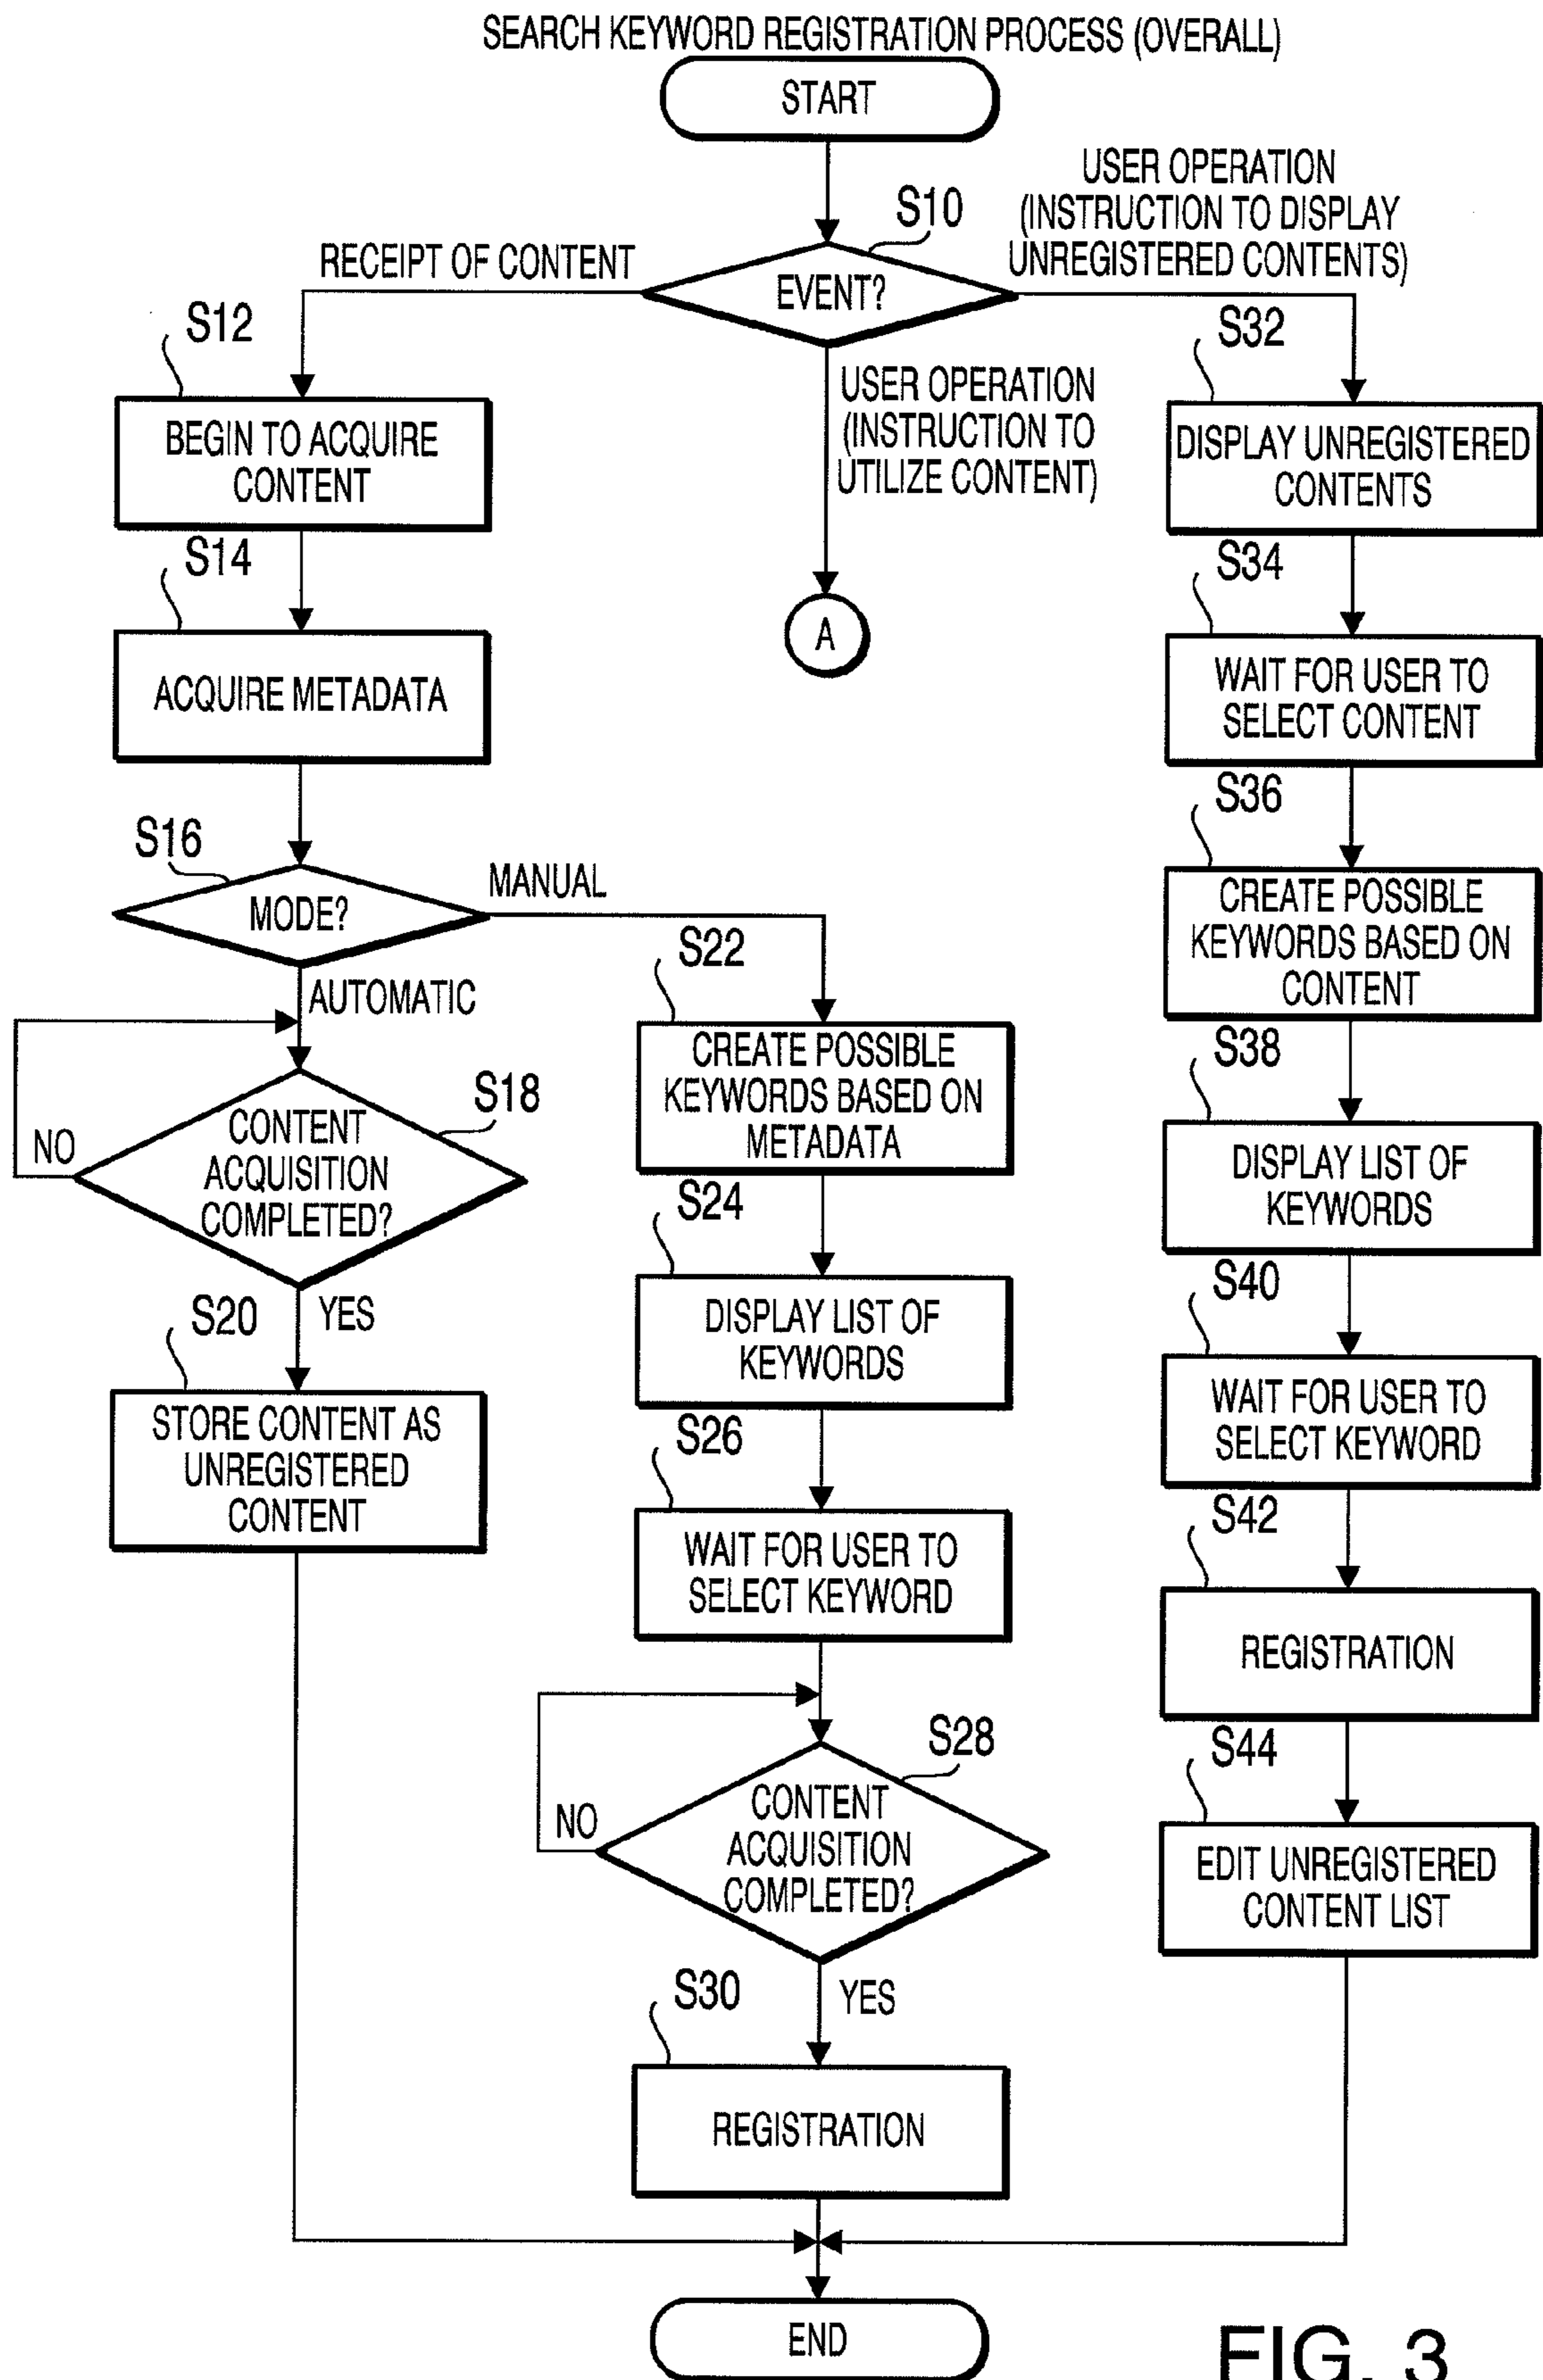 SEARCH KEYWORD REGISTRATION PROCESS (OVERALL)
START
S10
EVENT?
RECEIPT OF CONTENT
USER OPERATION
(INSTRUCTION TO DISPLAY
UNREGISTERED CONTENTS)
USER OPERATION
(INSTRUCTION TO
UTILIZE CONTENT)
A
S12
BEGIN TO ACQUIRE
CONTENT
S14
ACQUIRE METADATA
S16
MODE?
MANUAL
AUTOMATIC
S18
CONTENT
ACQUISITION
COMPLETED?
NO
YES
S20
STORE CONTENT AS
UNREGISTERED
CONTENT
S22
CREATE POSSIBLE
KEYWORDS BASED ON
METADATA
S24
DISPLAY LIST OF
KEYWORDS
S26
WAIT FOR USER TO
SELECT KEYWORD
S28
CONTENT
ACQUISITION
COMPLETED?
NO
YES
S30
REGISTRATION
S32
DISPLAY UNREGISTERED
CONTENTS
S34
WAIT FOR USER TO
SELECT CONTENT
S36
CREATE POSSIBLE
KEYWORDS BASED ON
CONTENT
S38
DISPLAY LIST OF
KEYWORDS
S40
WAIT FOR USER TO
SELECT KEYWORD
S42
REGISTRATION
S44
EDIT UNREGISTERED
CONTENT LIST
END
FIG. 3